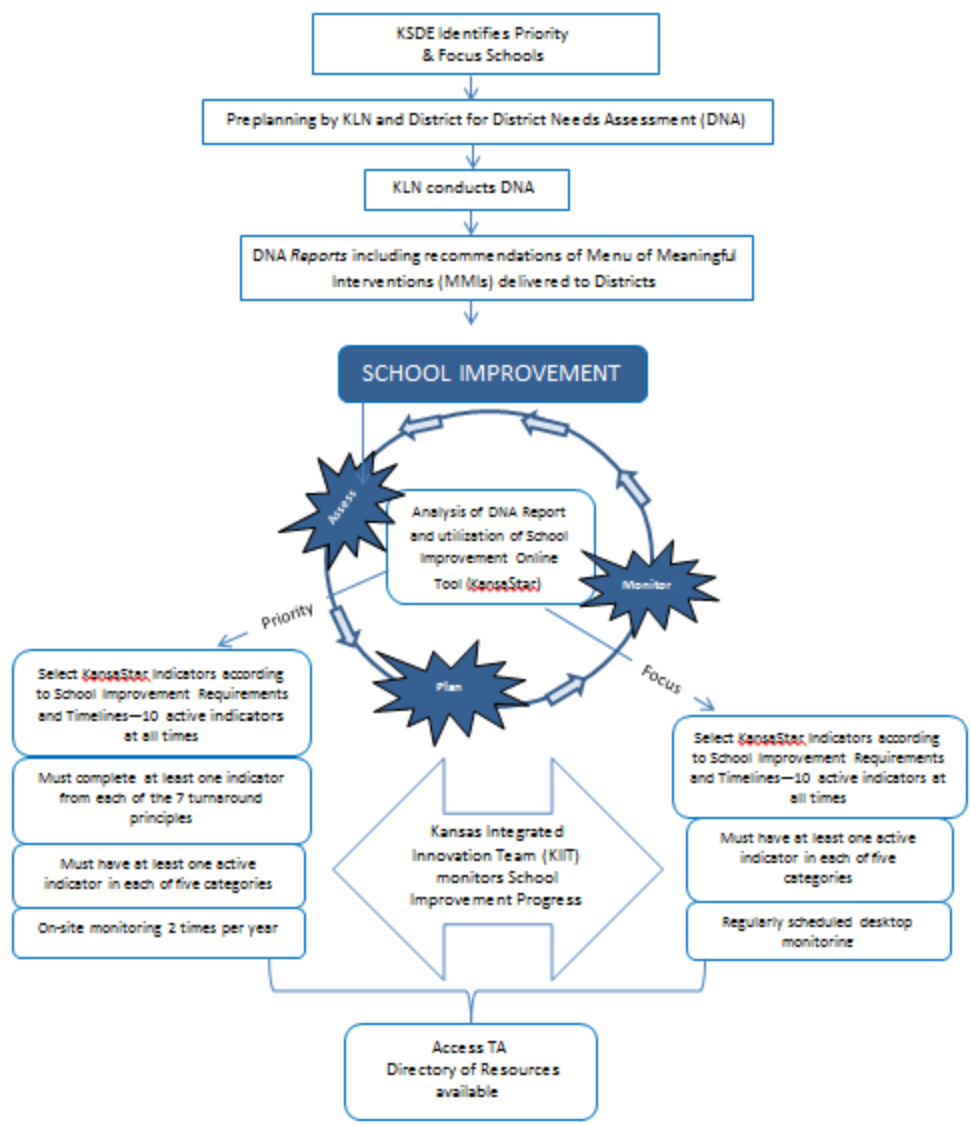 KSDE Identifies Priority
& Focus Schools
Preplanning by KLN and District for District Needs Assessment (DNA)
KLN conducts DNA
DNA Reports including recommendations of Menu of Meaningful
Interventions (MMIs) delivered to Districts
SCHOOL IMPROVEMENT
Assess
Analysis of DNA Report
and utilization of School
Improvement Online
Tool (KansaStar)
Monitor
Plan
Priority
Focus
Select KansaStar Indicators according
to School Improvement Requirements
and Timelines—10 active indicators
at all times
Must complete at least one indicator
from each of the 7 turnaround
principles
Must have at least one active
indicator in each of five categories
On-site monitoring 2 times per year
Kansas Integrated
Innovation Team (KIIT)
monitors School
Improvement Progress
Select KansaStar Indicators according
to School Improvement Requirements
and Timelines—10 active indicators at
all times
Must have at least one active
indicator in each of five
categories
Regularly scheduled desktop
monitoring
Access TA
Directory of Resources
available